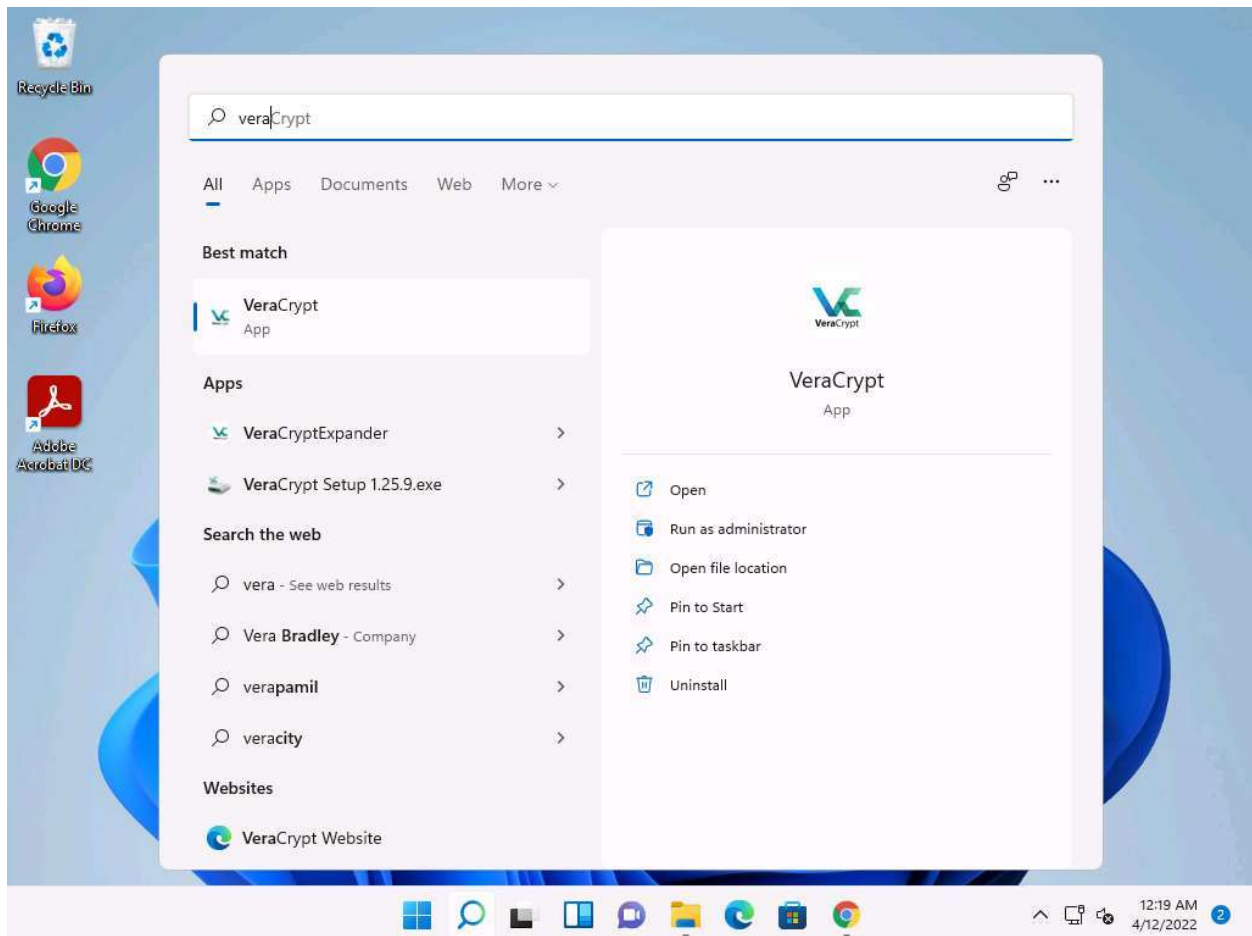 Recycle Bin
Google
Chrome
Firefox
Adobe
Acrobat DC
veraCrypt
All Apps Documents Web More
Best match
VeraCrypt
App
Apps
VeraCryptExpander
VeraCrypt Setup 1.25.9.exe
Search the web
vera - See web results
Vera Bradley - Company
verapamil
veracity
Websites
VeraCrypt Website
VeraCrypt
VeraCrypt
App
Open
Run as administrator
Open file location
Pin to Start
Pin to taskbar
Uninstall
12:19 AM
4/12/2022
2